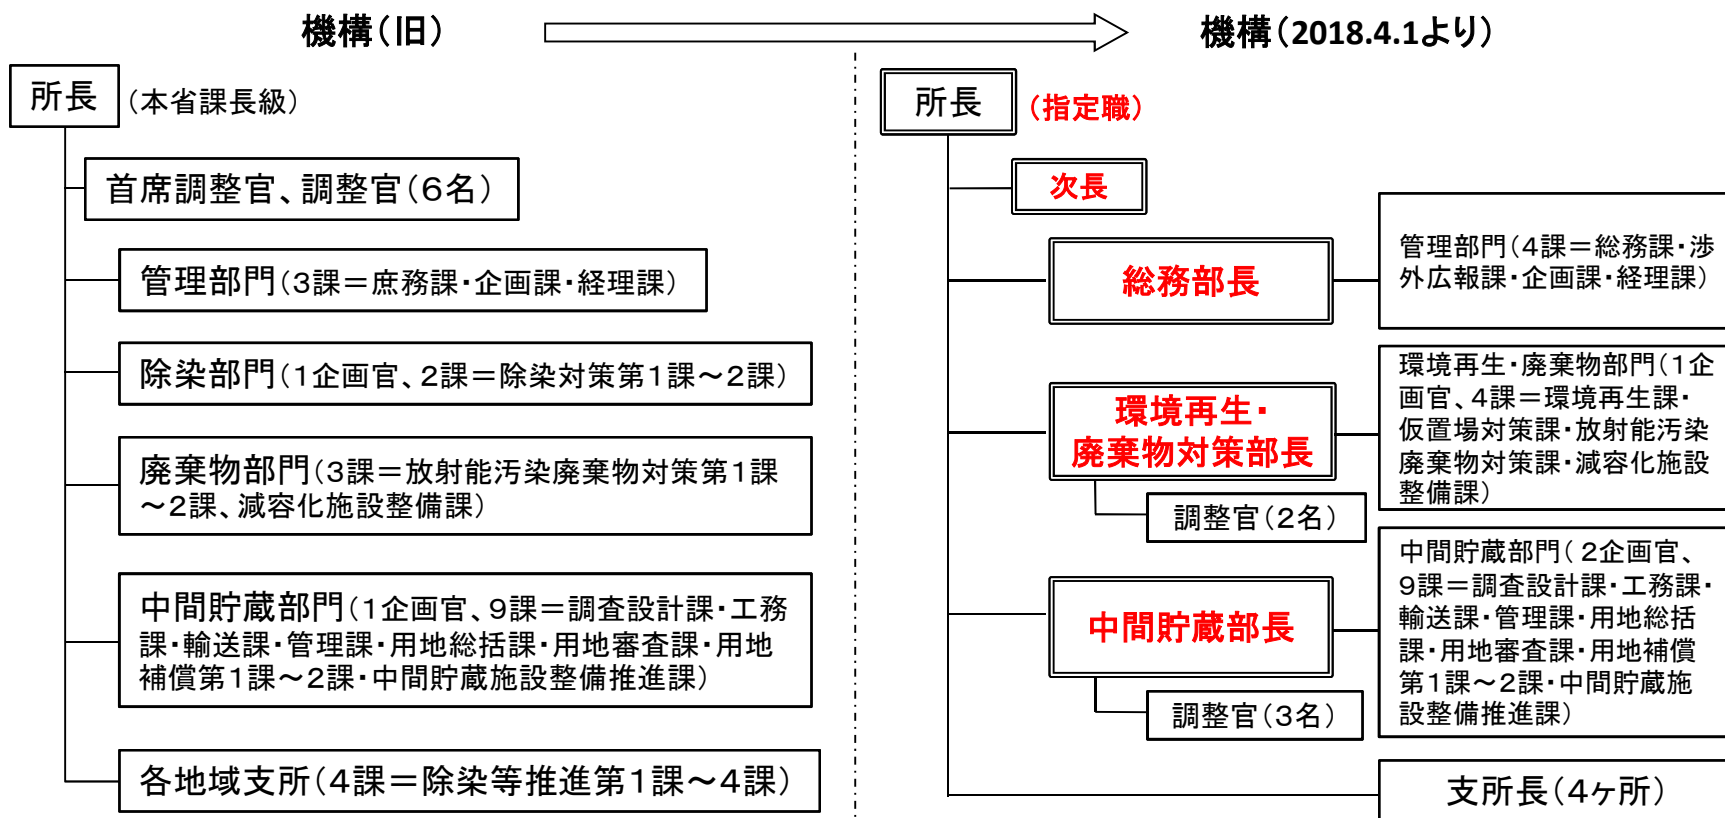 機構（旧）
機構（2018.4.1より）
所長
（本省課長級）
首席調整官、調整官（６名）
管理部門（３課＝庶務課・企画課・経理課）
除染部門（１企画官、２課＝除染対策第１課～２課）
廃棄物部門（３課＝放射能汚染廃棄物対策第１課
～２課、減容化施設整備課）
中間貯蔵部門（１企画官、９課＝調査設計課・工務
課・輸送課・管理課・用地総括課・用地審査課・用地
補償第１課～２課・中間貯蔵施設整備推進課）
各地域支所（４課＝除染等推進第１課～４課）
所長
（指定職）
次長
総務部長
管理部門（４課＝総務課・渉
外広報課・企画課・経理課）
環境再生・
廃棄物対策部長
調整官（２名）
環境再生・廃棄物部門（１企
画官、４課＝環境再生課・
仮置場対策課・放射能汚染
廃棄物対策課・減容化施設
整備課）
中間貯蔵部長
調整官（３名）
中間貯蔵部門（ ２企画官、
９課＝調査設計課・工務課・
輸送課・管理課・用地総括
課・用地審査課・用地補償
第１課～２課・中間貯蔵施
設整備推進課）
支所長（４ヶ所）